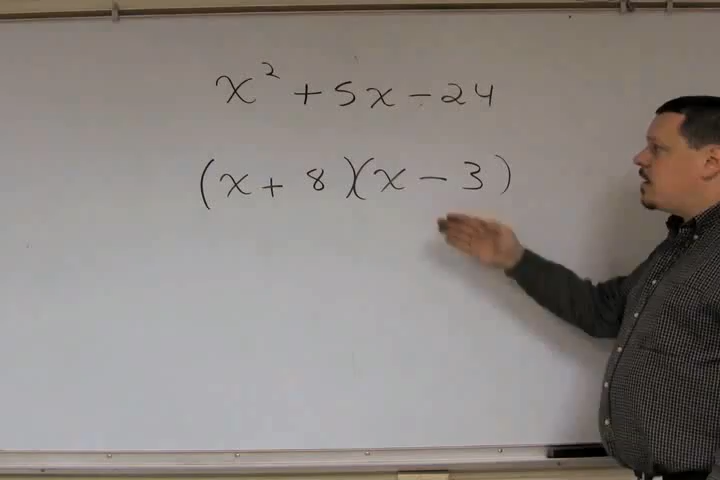 x² + 5x - 24
(x + 8)(x - 3)